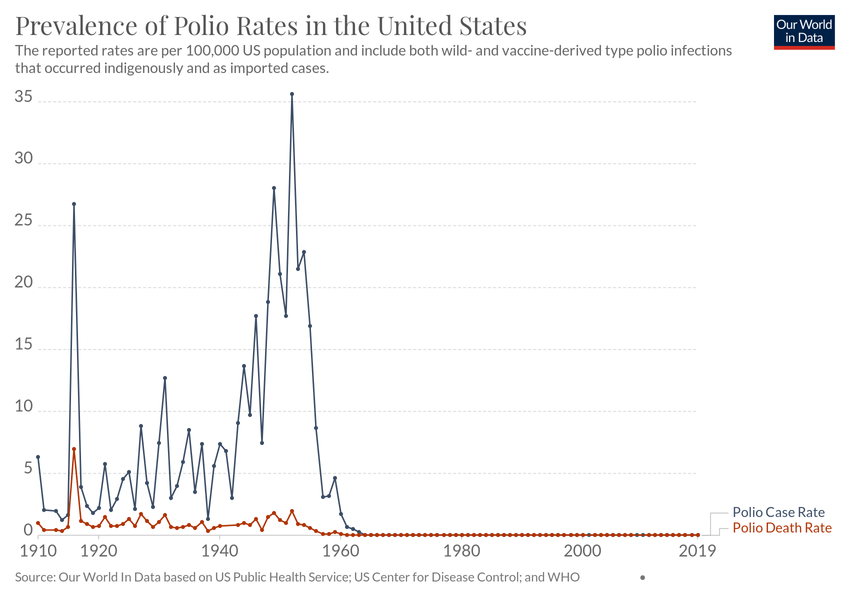 Prevalence of Polio Rates in the United States
Our World
in Data
The reported rates are per 100,000 US population and include both wild- and vaccine-derived type polio infections
that occurred indigenously and as imported cases.
35
30
25
20
15
10
5
0
1910 1920 1940 1960 1980 2000 2019
Polio Case Rate
Polio Death Rate
Source: Our World In Data based on US Public Health Service; US Center for Disease Control; and WHO •